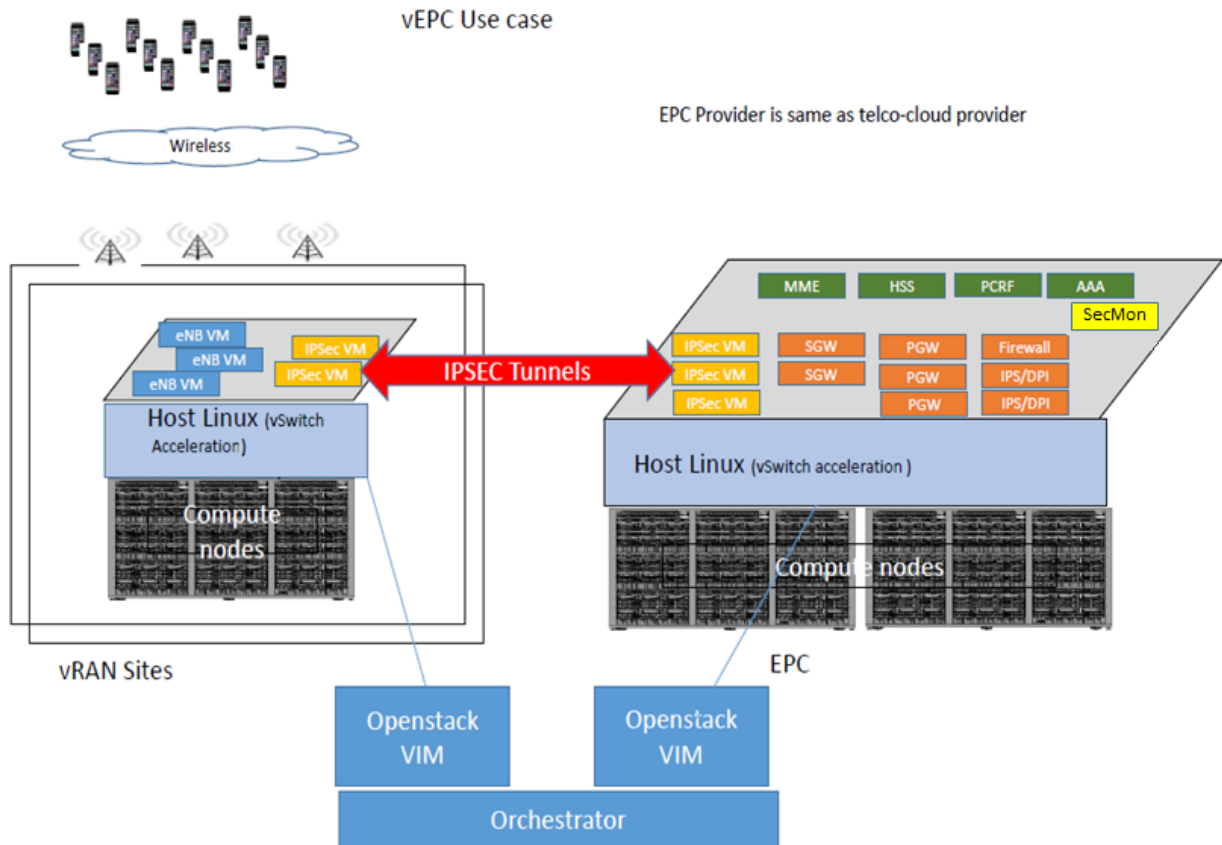 vEPC Use case
EPC Provider is same as telco-cloud provider
Wireless
MME
HSS
PCRF
AAA
SecMon
eNB VM
eNB VM
eNB VM
IPSec VM
IPSec VM
IPSEC Tunnels
IPSec VM
IPSec VM
IPSec VM
SGW
SGW
PGW
PGW
PGW
Firewall
IPS/DPI
IPS/DPI
Host Linux (vSwitch
Acceleration)
Host Linux (vSwitch acceleration )
Compute
nodes
Compute nodes
vRAN Sites
EPC
Openstack
VIM
Openstack
VIM
Orchestrator